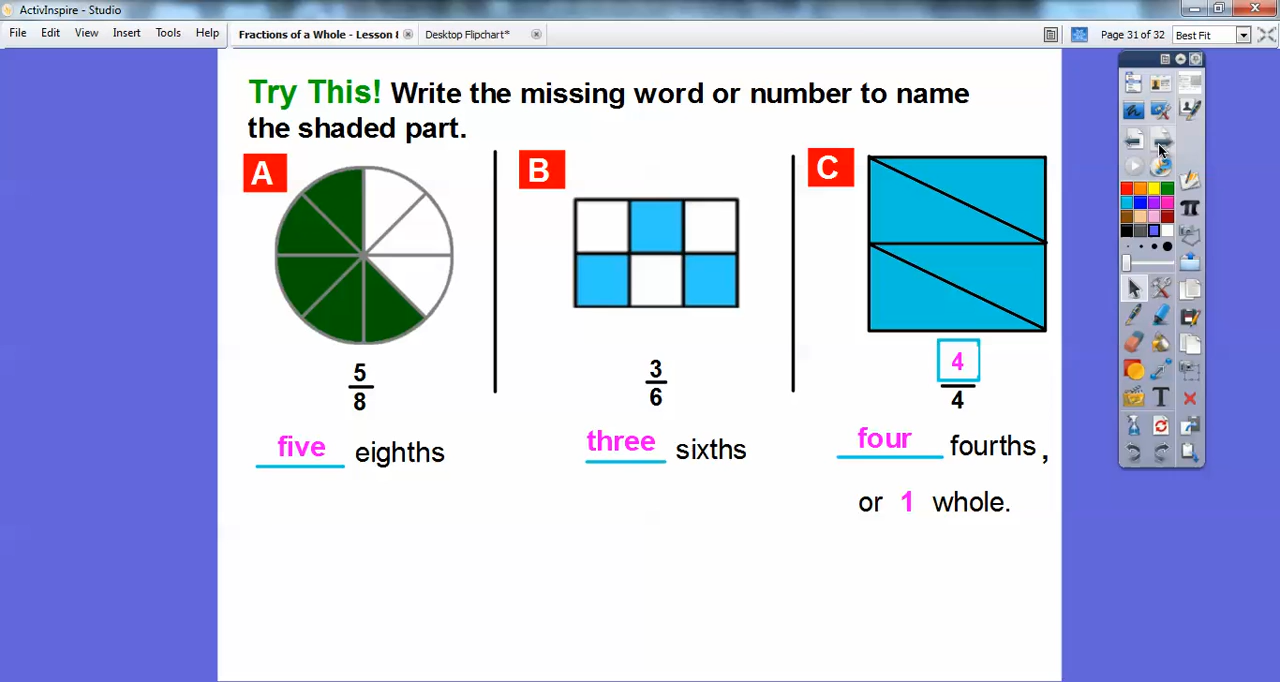 ActivInspire - Studio
File Edit View Insert Tools Help
Fractions of a Whole - Lesson 8
Desktop Flipchart*
Page 31 of 32
Best Fit
Try This! Write the missing word or number to name
the shaded part.
A
B
C
5
8
3
6
4
4
five eighths
three sixths
four fourths,
or 1 whole.